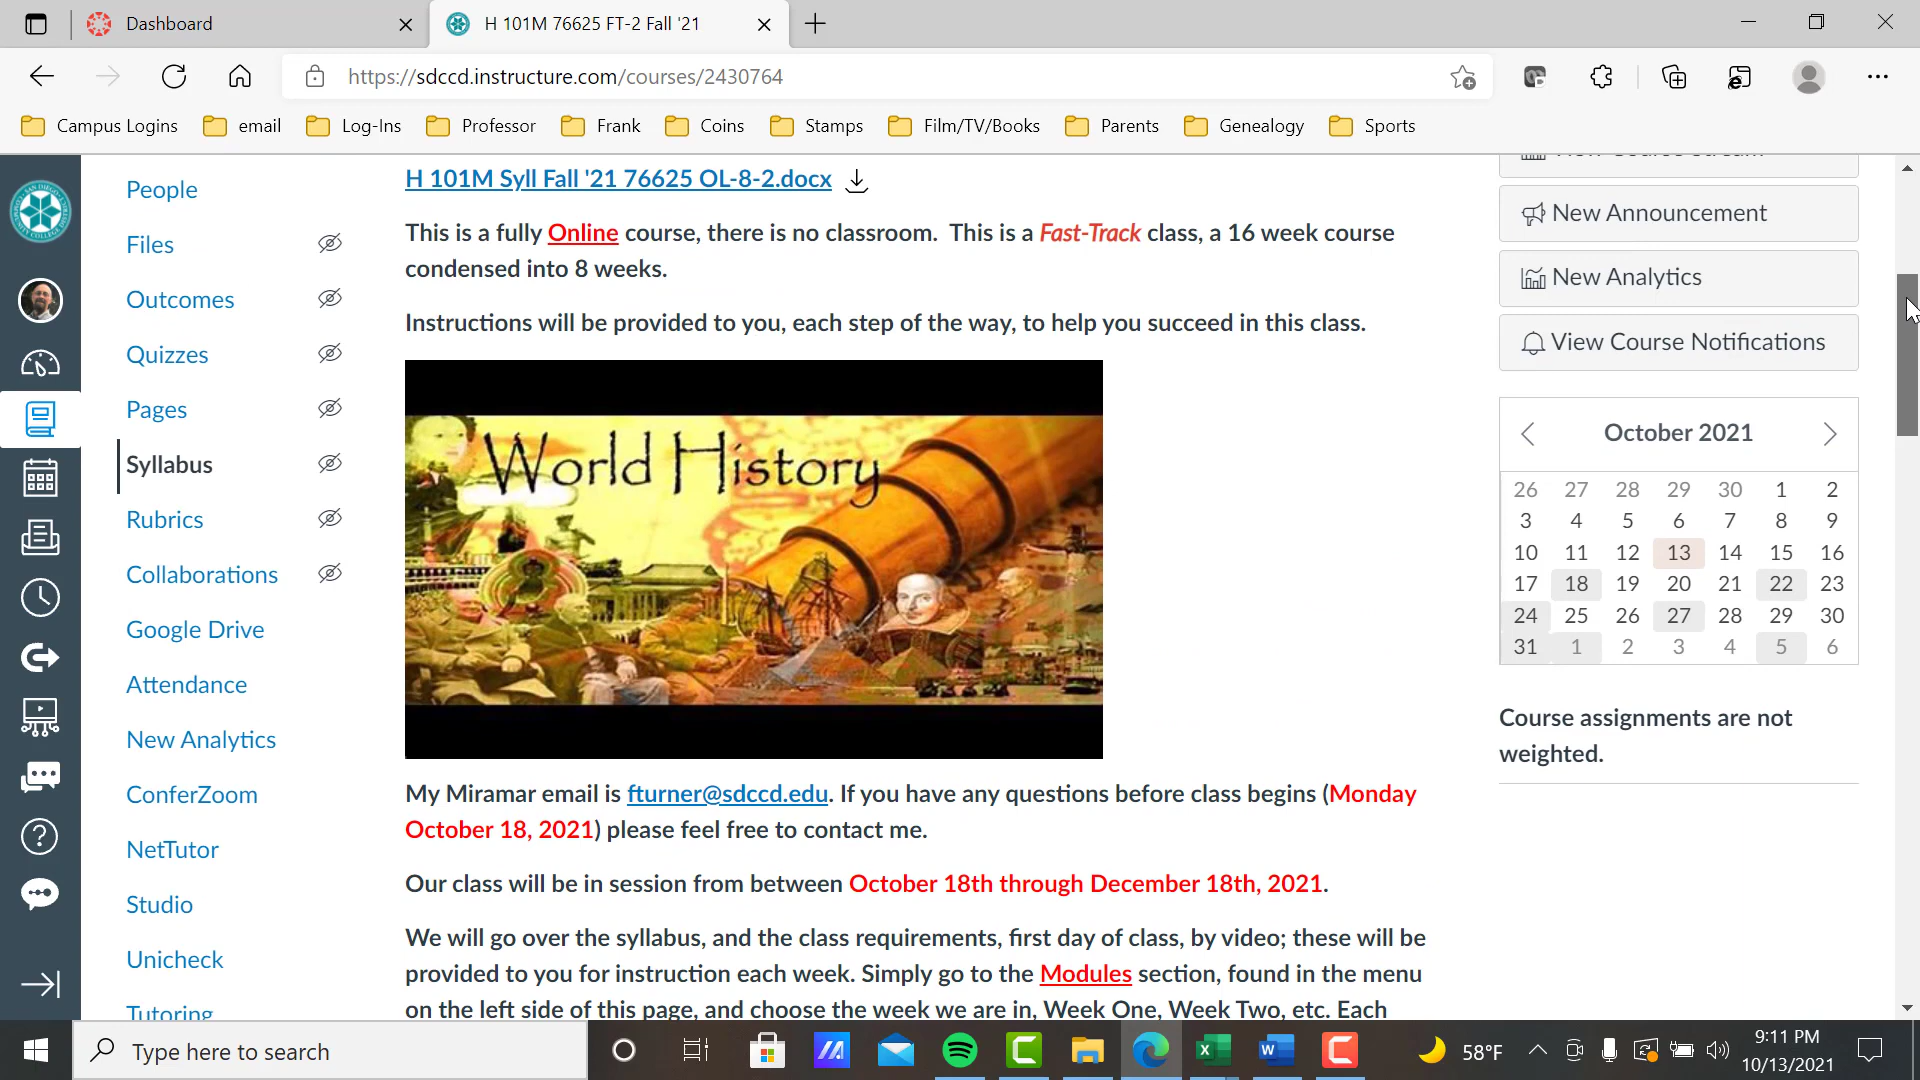 Dashboard
H 101M 76625 FT-2 Fall '21
https://sdccd.instructure.com/courses/2430764
Campus Logins
email
Log-Ins
Professor
Frank
Coins
Stamps
Film/TV/Books
Parents
Genealogy
Sports
People
Files
Outcomes
Quizzes
Pages
Syllabus
Rubrics
Collaborations
Google Drive
Attendance
New Analytics
ConferZoom
NetTutor
Studio
Unicheck
Tutoring
H 101M Syll Fall '21 76625 OL-8-2.docx
This is a fully Online course, there is no classroom. This is a Fast-Track class, a 16 week course
condensed into 8 weeks.
Instructions will be provided to you, each step of the way, to help you succeed in this class.
World History
My Miramar email is fturner@sdccd.edu. If you have any questions before class begins (Monday
October 18, 2021) please feel free to contact me.
Our class will be in session from between October 18th through December 18th, 2021.
We will go over the syllabus, and the class requirements, first day of class, by video; these will be
provided to you for instruction each week. Simply go to the Modules section, found in the menu
on the left side of this page, and choose the week we are in, Week One, Week Two, etc. Each
View Course Stream
New Announcement
New Analytics
View Course Notifications
October 2021
26 27 28 29 30 1 2
3 4 5 6 7 8 9
10 11 12 13 14 15 16
17 18 19 20 21 22 23
24 25 26 27 28 29 30
31 1 2 3 4 5 6
Course assignments are not
weighted.
Type here to search
58°F
9:11 PM
10/13/2021